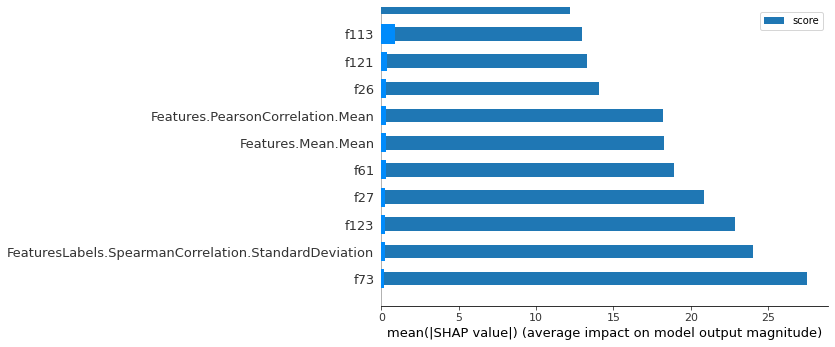 score
f113
f121
f26
Features.PearsonCorrelation.Mean
Features.Mean.Mean
f61
f27
f123
FeaturesLabels.SpearmanCorrelation.StandardDeviation
f73
0 5 10 15 20 25
mean(|SHAP value|) (average impact on model output magnitude)